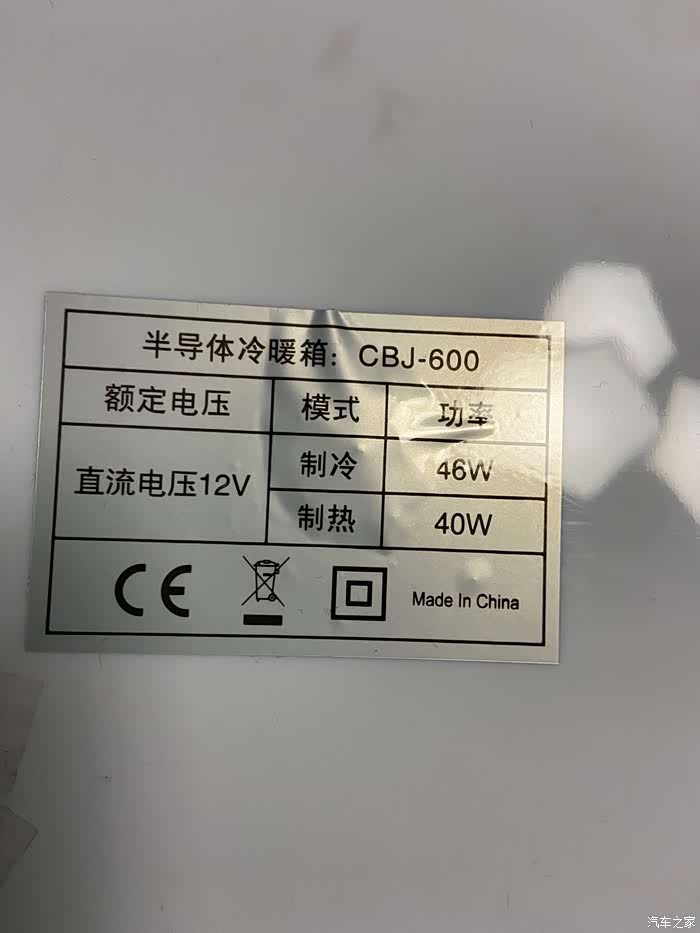 半导体冷暖箱：CBJ-600
额定电压 模式 功率
直流电压12V 制冷 46W
制热 40W
CE
Made In China
汽车之家